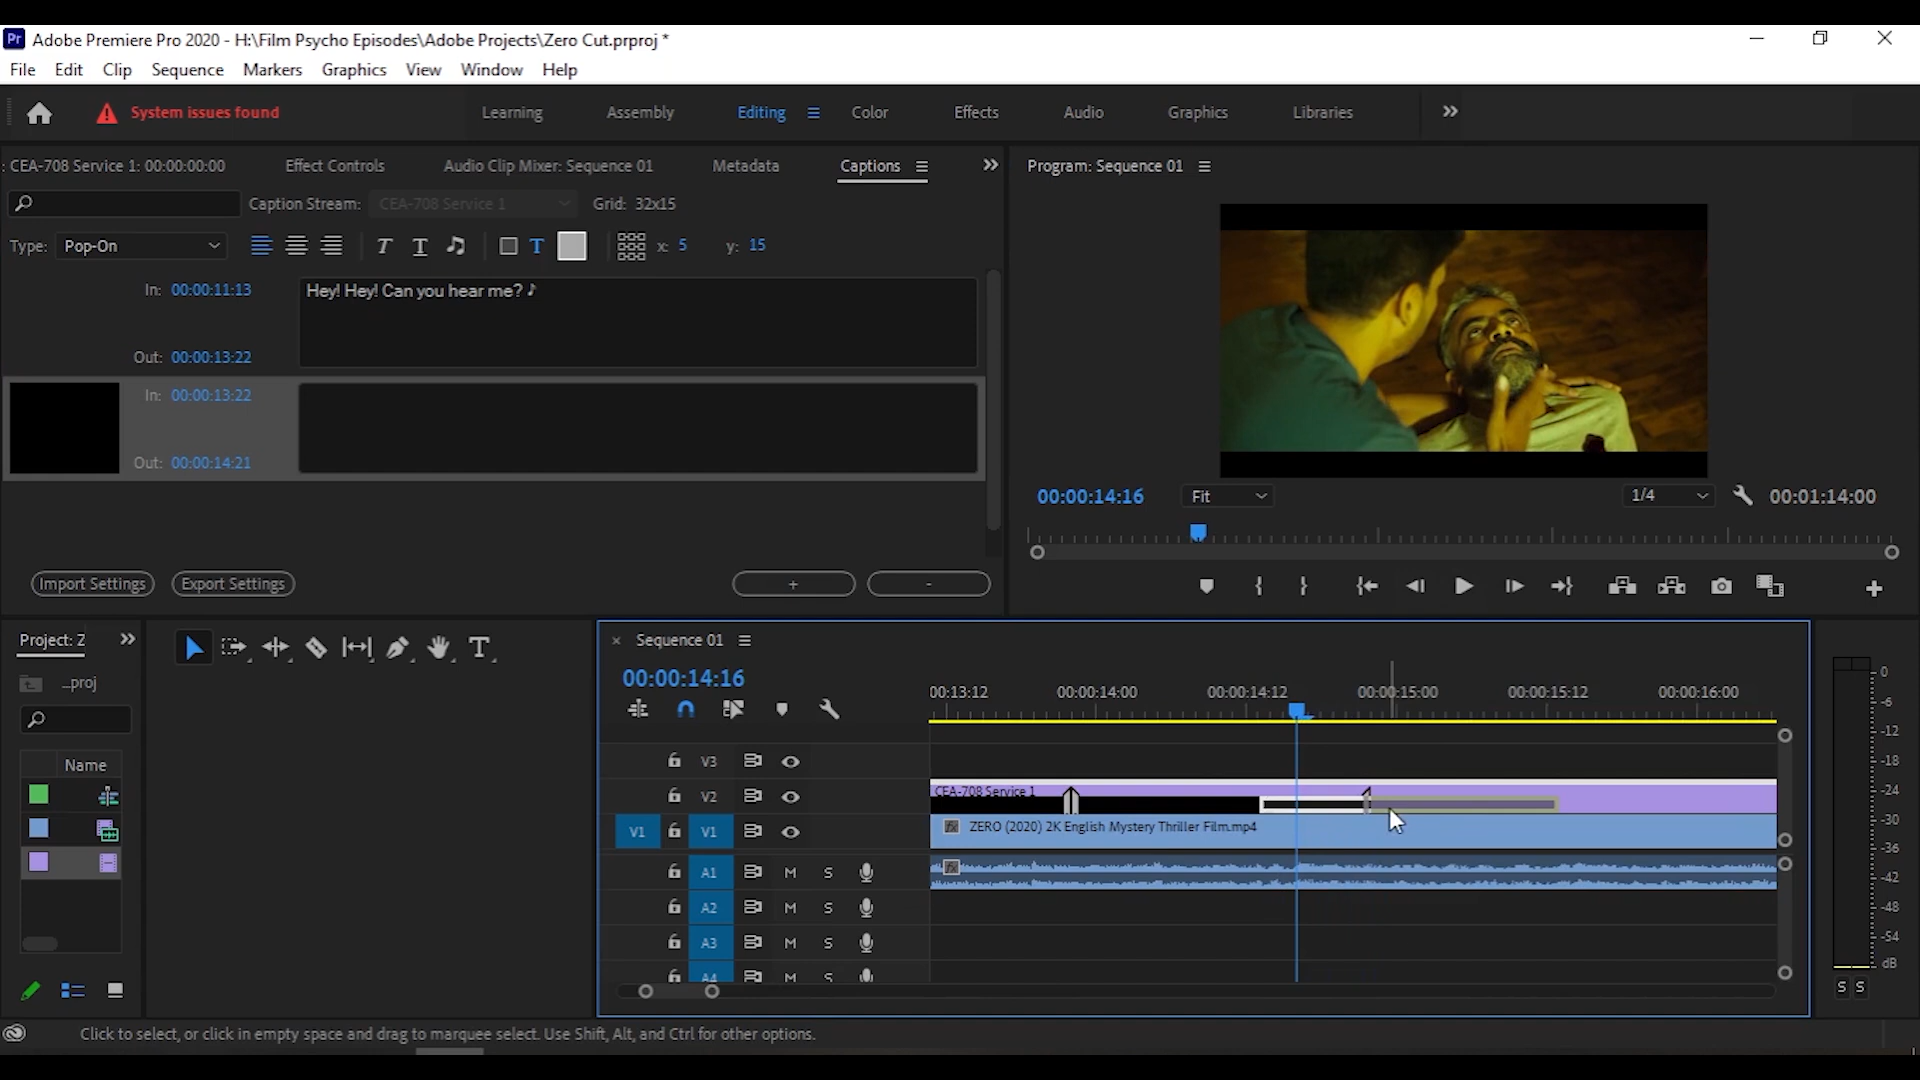 Pr Adobe Premiere Pro 2020 - H:\Film Psycho Episodes\Adobe Projects\Zero Cut.prproj *
File Edit Clip Sequence Markers Graphics View Window Help
System issues found Learning Assembly Editing Color Effects Audio Graphics Libraries
: CEA-708 Service 1: 00:00:00:00 Effect Controls Audio Clip Mixer: Sequence 01 Metadata Captions
Program: Sequence 01
Caption Stream: CEA-708 Service 1 Grid: 32x15
Type: Pop-On T T T x: 5 y: 15
In: 00:00:11:13 Hey! Hey! Can you hear me? ♪
Out: 00:00:13:22
In: 00:00:13:22
Out: 00:00:14:21
Import Settings Export Settings + -
00:00:14:16 Fit 1/4 00:01:14:00
Project: Z
...proj
Name
Sequence 01
00:00:14:16
00:13:12 00:00:14:00 00:00:14:12 00:00:15:00 00:00:15:12 00:00:16:00
V3
V2 CEA-708 Service 1
V1 V1 fx ZERO (2020) 2K English Mystery Thriller Film.mp4
A1 M S fx
A2 M S
A3 M S
A4 M S
0
-6
-12
-18
-24
-30
-36
-42
-48
-54
dB
S S
Click to select, or click in empty space and drag to marquee select. Use Shift, Alt, and Ctrl for other options.